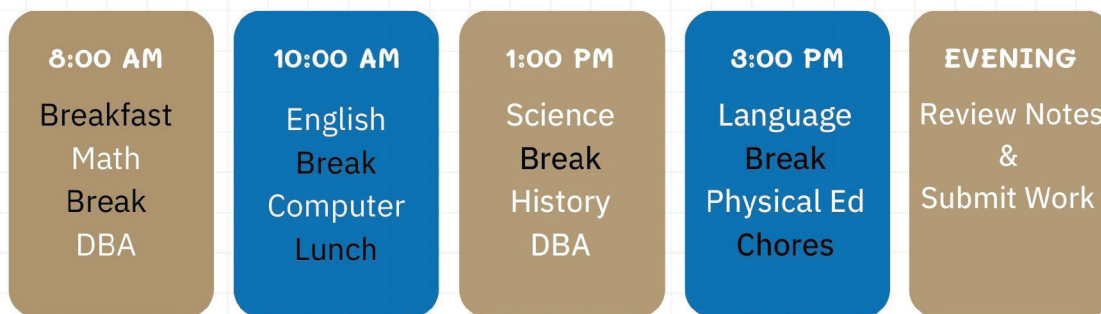 8:00 AM
Breakfast
Math
Break
DBA
10:00 AM
English
Break
Computer
Lunch
1:00 PM
Science
Break
History
DBA
3:00 PM
Language
Break
Physical Ed
Chores
EVENING
Review Notes
&
Submit Work